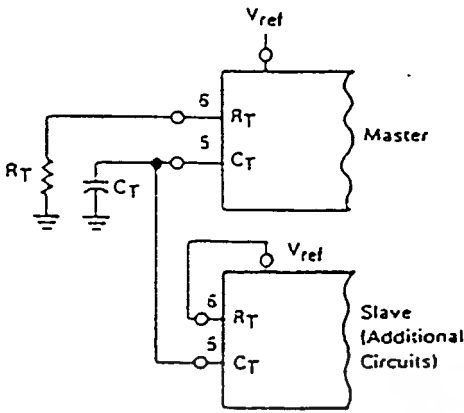 Vref
6
RT
Master
5
CT
RT
CT
Vref
6
RT
Slave
(Additional
Circuits)
5
CT